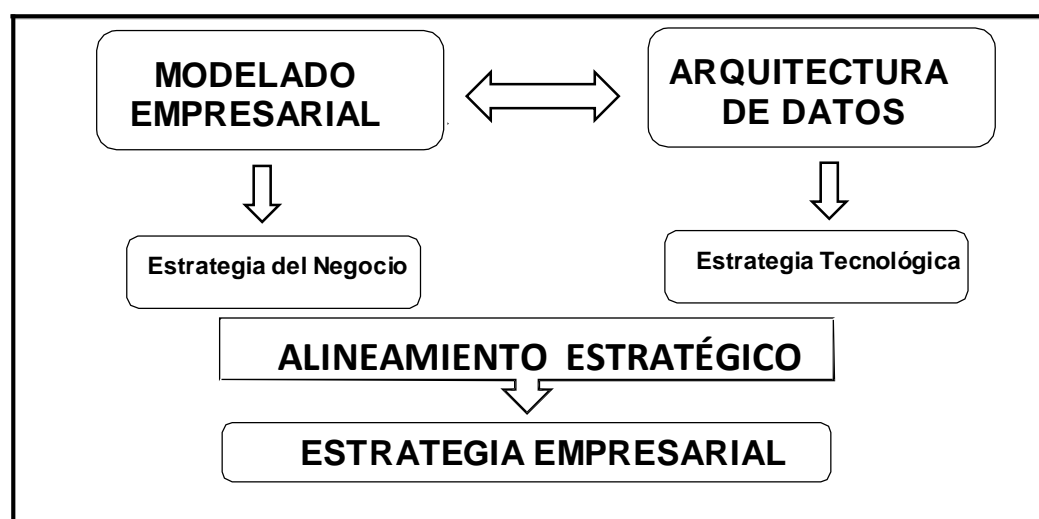 MODELADO
EMPRESARIAL
ARQUITECTURA
DE DATOS
Estrategia del Negocio
Estrategia Tecnológica
ALINEAMIENTO ESTRATÉGICO
ESTRATEGIA EMPRESARIAL